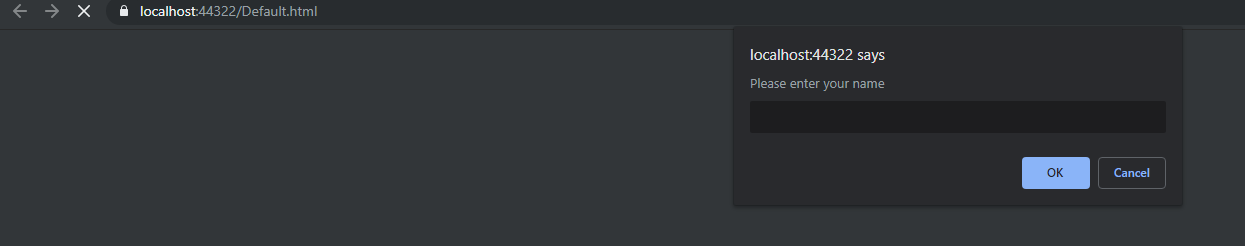 localhost:44322/Default.html
localhost:44322 says
Please enter your name
OK
Cancel